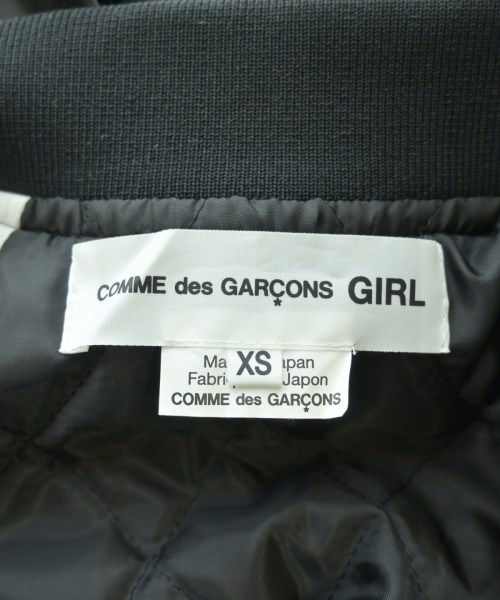 COMME des GARÇONS GIRL
*
XS
Ma apan
Fabri Japon
COMME des GARÇONS